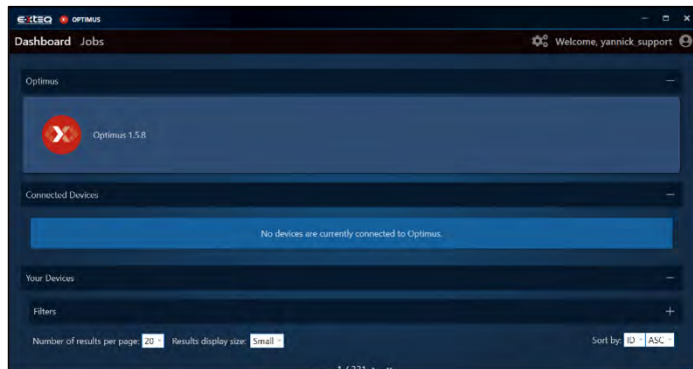 EXTEQ OPTIMUS
Dashboard Jobs Welcome, yannick_support
Optimus
Optimus 1.5.8
Connected Devices
No devices are currently connected to Optimus.
Your Devices
Filters
Number of results per page: 20 Results display size: Small Sort by: ID ASC